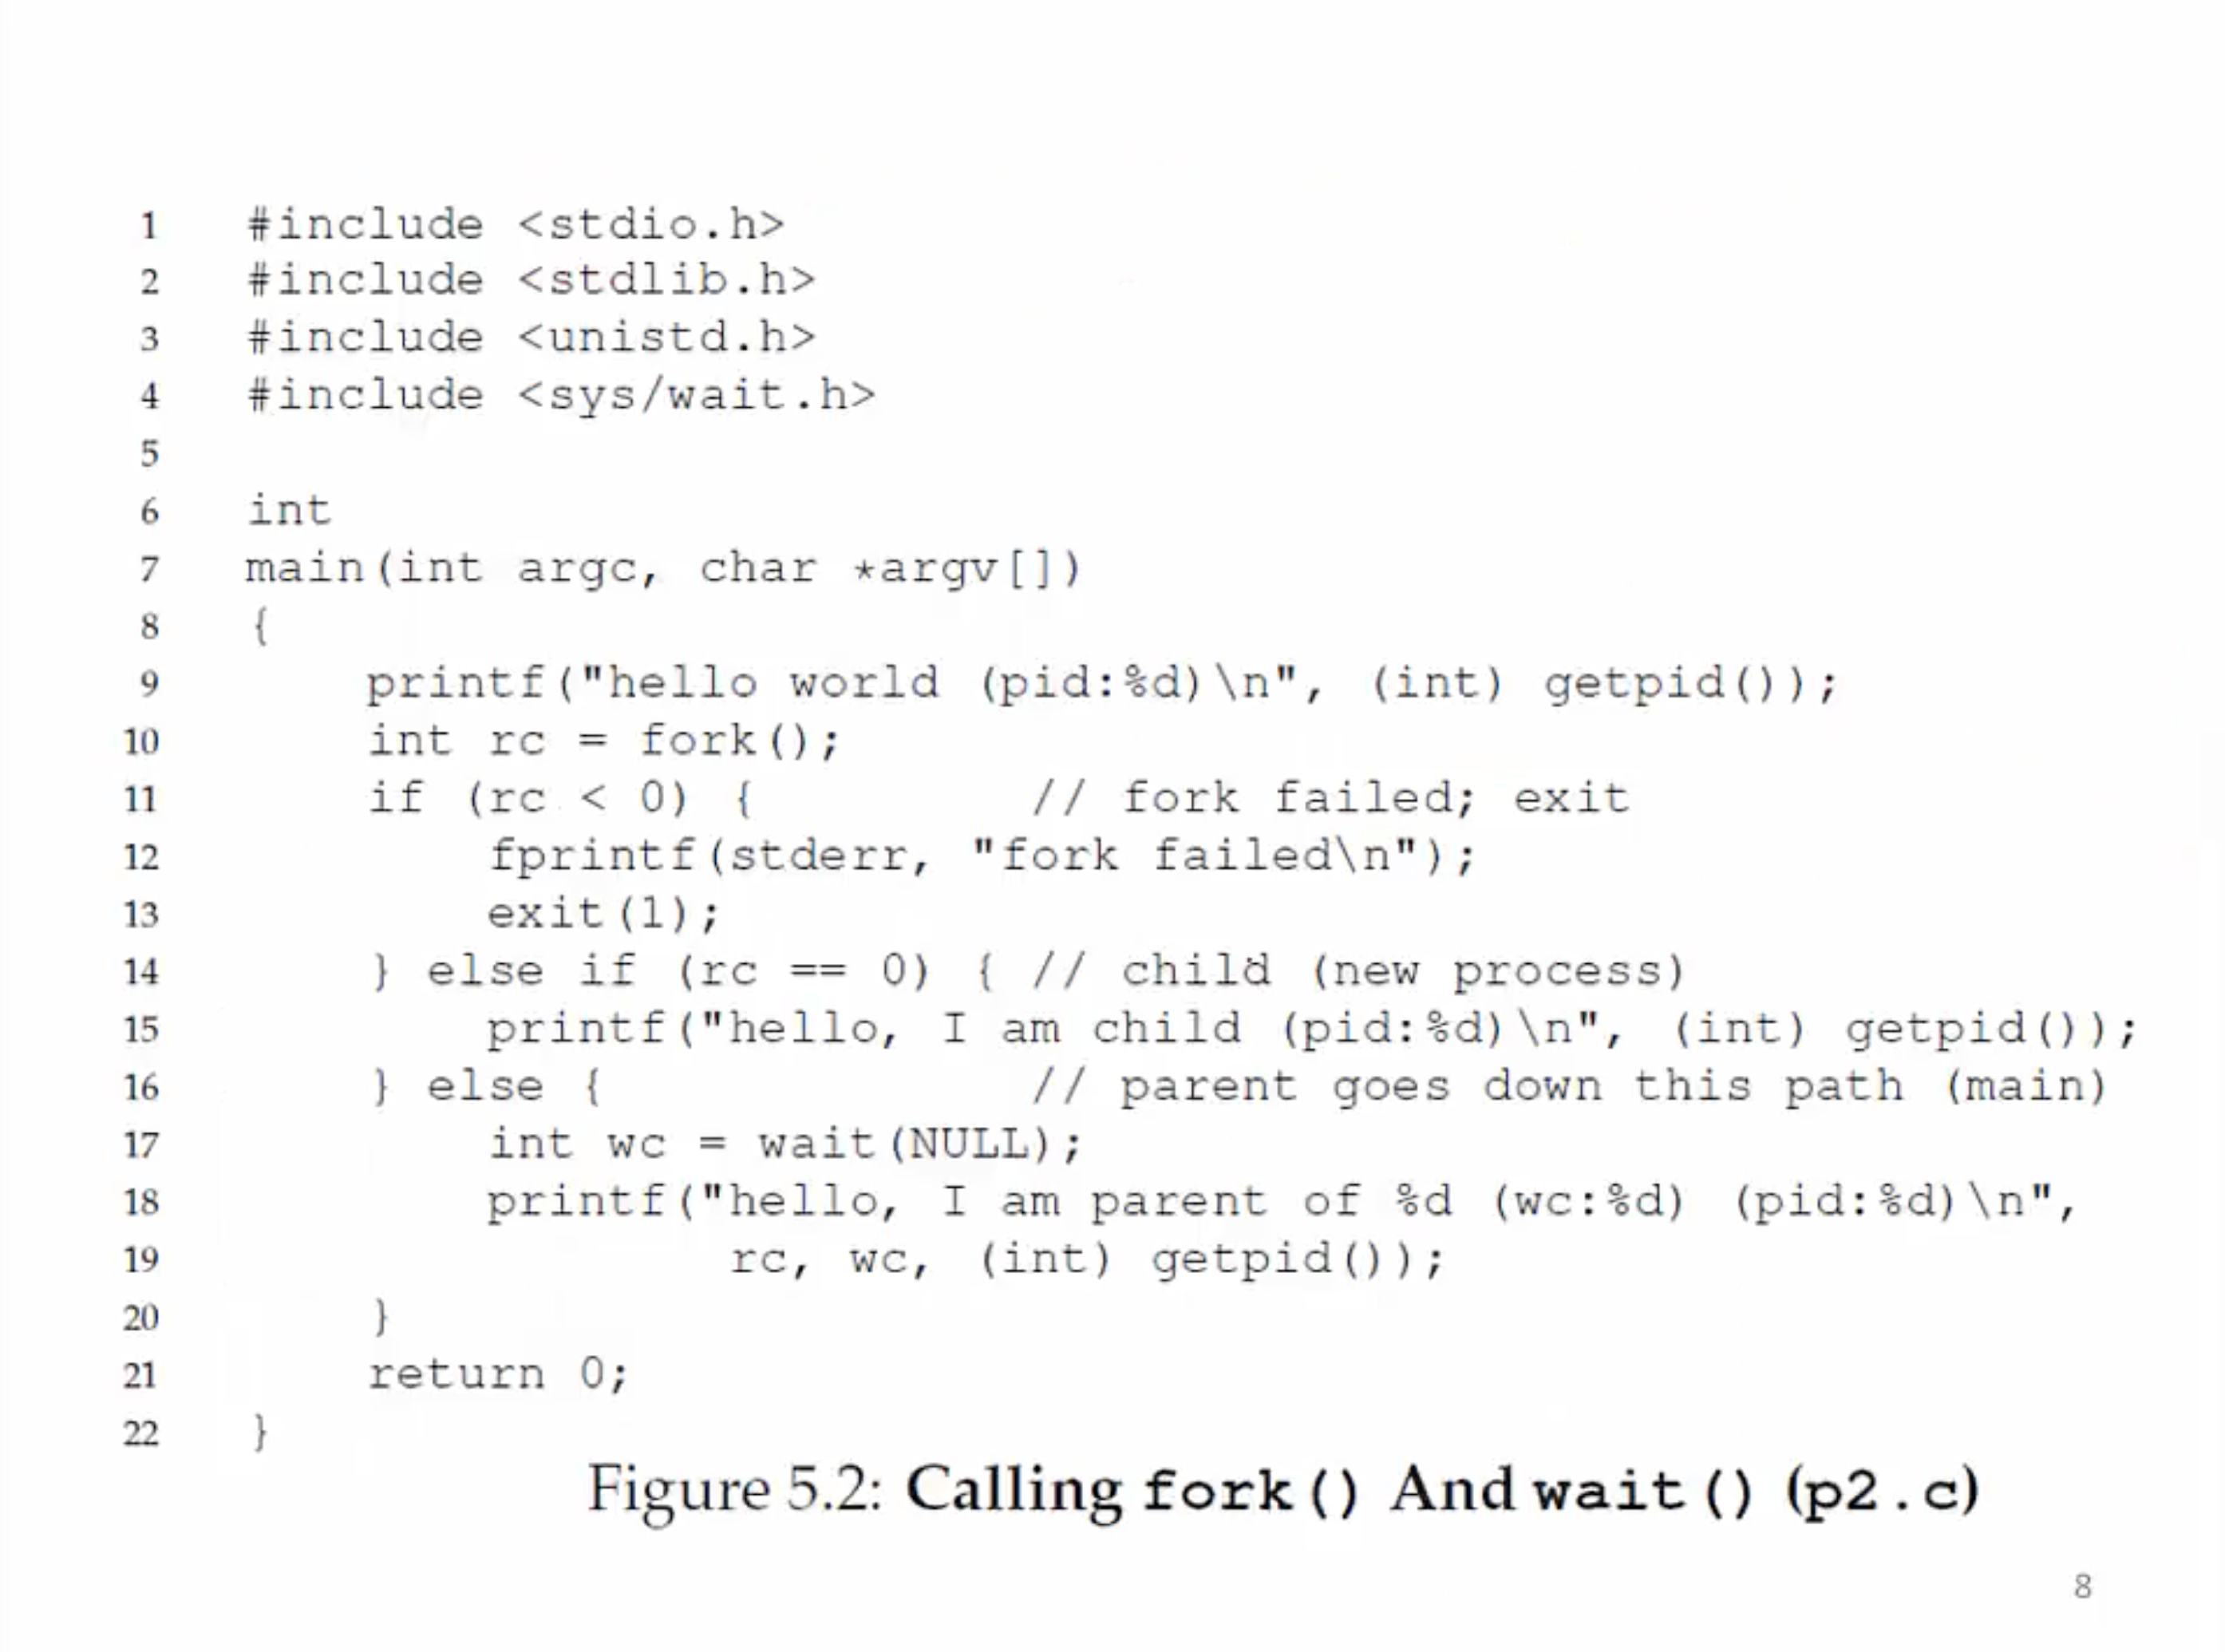 1 #include <stdio.h>
2 #include <stdlib.h>
3 #include <unistd.h>
4 #include <sys/wait.h>
5
6 int
7 main(int argc, char *argv[])
8 {
9     printf("hello world (pid:%d)\n", (int) getpid());
10     int rc = fork();
11     if (rc < 0) {         // fork failed; exit
12         fprintf(stderr, "fork failed\n");
13         exit(1);
14     } else if (rc == 0) { // child (new process)
15         printf("hello, I am child (pid:%d)\n", (int) getpid());
16     } else {              // parent goes down this path (main)
17         int wc = wait(NULL);
18         printf("hello, I am parent of %d (wc:%d) (pid:%d)\n",
19                 rc, wc, (int) getpid());
20     }
21     return 0;
22 }
Figure 5.2: Calling fork() And wait() (p2.c)
8